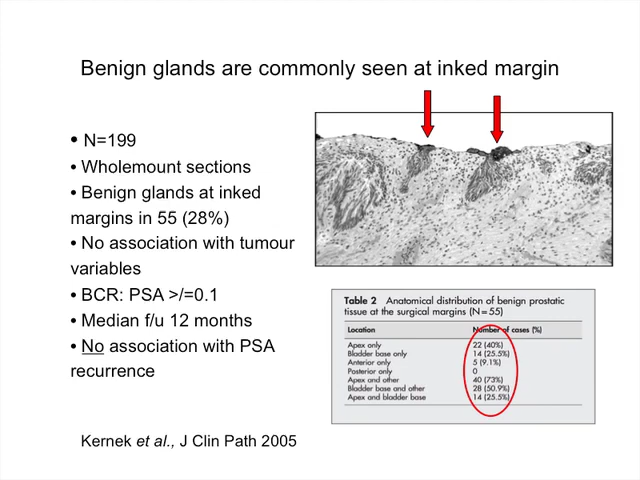 Benign glands are commonly seen at inked margin
• N=199
• Wholemount sections
• Benign glands at inked
margins in 55 (28%)
• No association with tumour
variables
• BCR: PSA >/=0.1
• Median f/u 12 months
• No association with PSA
recurrence
Kernek et al., J Clin Path 2005
Table 2 Anatomical distribution of benign prostatic
tissue at the surgical margins (N=55)
Location Number of cases (%)
Apex only 22 (40%)
Bladder base only 14 (25.5%)
Anterior only 5 (9.1%)
Posterior only 0
Apex and other 40 (73%)
Bladder base and other 28 (50.9%)
Apex and bladder base 14 (25.5%)